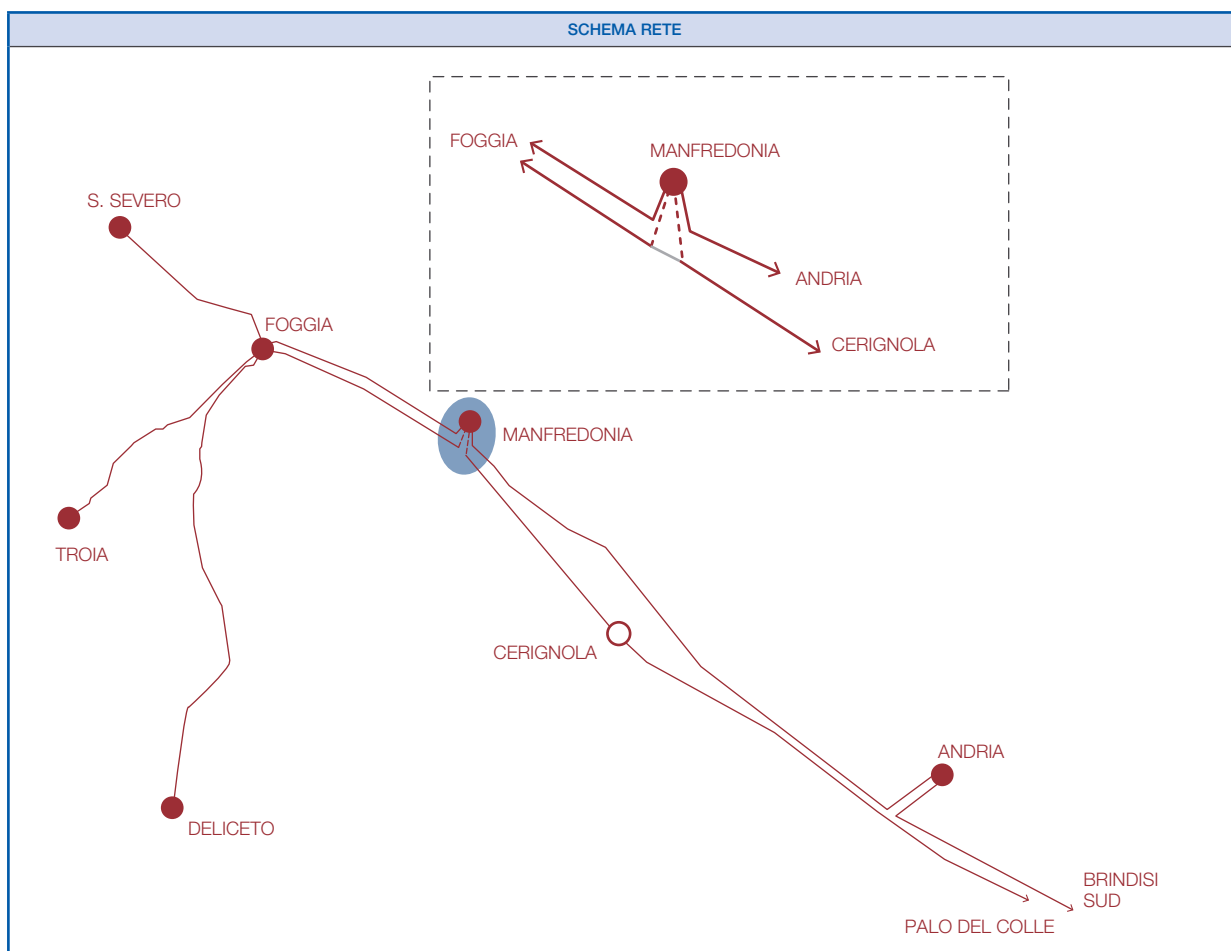 SCHEMA RETE
FOGGIA
MANFREDONIA
ANDRIA
CERIGNOLA
S. SEVERO
FOGGIA
MANFREDONIA
TROIA
CERIGNOLA
ANDRIA
DELICETO
BRINDISI
SUD
PALO DEL COLLE